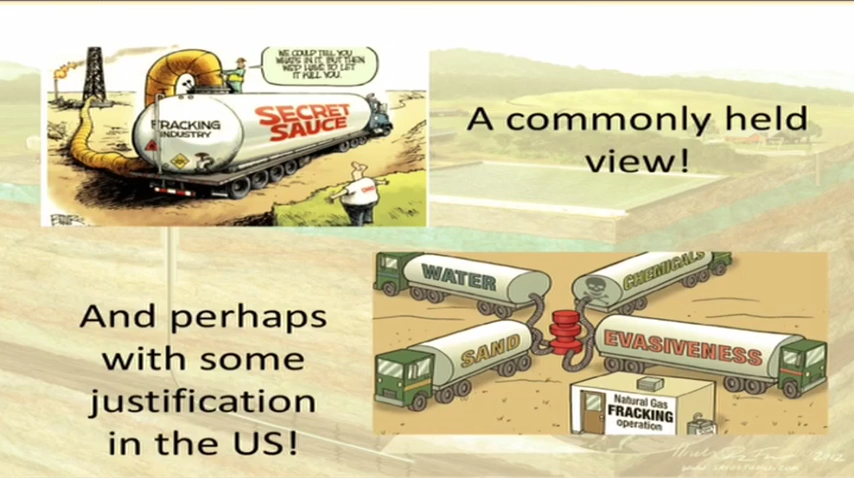 WE COULD TELL YOU
WHAT'S IN IT, BUT THEN
WE'D HAVE TO LET
IT KILL YOU.
FRACKING
INDUSTRY
SECRET
SAUCE
A commonly held
view!
And perhaps
with some
justification
in the US!
WATER
CHEMICALS
SAND
EVASIVENESS
Natural Gas
FRACKING
operation
2012